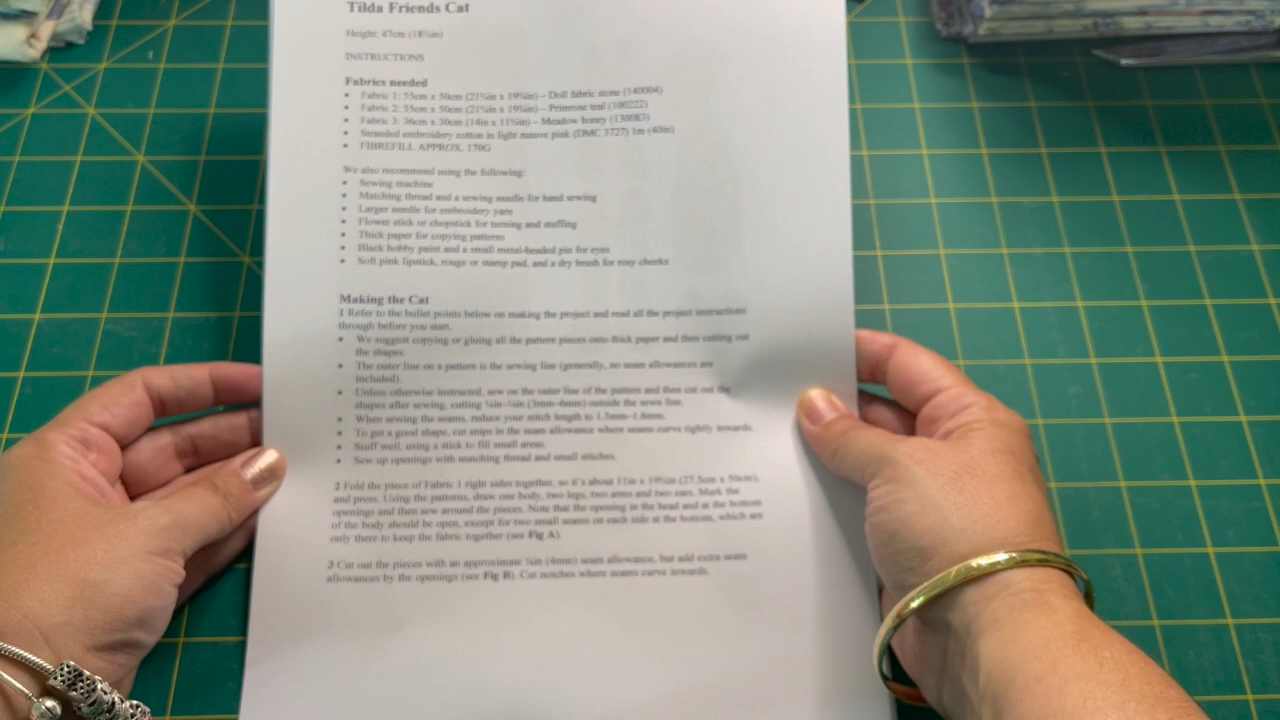 Tilda Friends Cat
Height: 47cm (18½in)
INSTRUCTIONS
Fabrics needed
• Fabric 1: 55cm x 50cm (21¾in x 19¾in) – Doll fabric stone (140004)
• Fabric 2: 55cm x 50cm (21¾in x 19¾in) – Primrose teal (100222)
• Fabric 3: 36cm x 30cm (14in x 11¾in) – Meadow honey (130083)
• Stranded embroidery cotton in light mauve pink (DMC 3727) 1m (40in)
• FIBREFILL APPROX. 170G
We also recommend using the following:
• Sewing machine
• Matching thread and a sewing needle for hand sewing
• Larger needle for embroidery yarn
• Flower stick or chopstick for turning and stuffing
• Thick paper for copying patterns
• Black hobby paint and a small metal-headed pin for eyes
• Soft pink lipstick, rouge or stamp pad, and a dry brush for rosy cheeks
Making the Cat
1 Refer to the bullet points below on making the project and read all the project instructions
through before you start.
• We suggest copying or gluing all the pattern pieces onto thick paper and then cutting out
the shapes.
• The outer line on a pattern is the sewing line (generally, no seam allowances are
included).
• Unless otherwise instructed, sew on the outer line of the pattern and then cut out the
shapes after sewing, cutting ⅛in–¼in (3mm–6mm) outside the sewn line.
• When sewing the seams, reduce your stitch length to 1.5mm–1.6mm.
• To get a good shape, cut snips in the seam allowance where seams curve tightly inwards.
• Stuff well, using a stick to fill small areas.
• Sew up openings with matching thread and small stitches.
2 Fold the piece of Fabric 1 right sides together, so it's about 11in x 19¾in (27.5cm x 50cm),
and press. Using the patterns, draw one body, two legs, two arms and two ears. Mark the
openings and then sew around the pieces. Note that the opening in the head and at the bottom
of the body should be open, except for two small seams on each side at the bottom, which are
only there to keep the fabric together (see Fig A).
3 Cut out the pieces with an approximate ⅛in (4mm) seam allowance, but add extra seam
allowances by the openings (see Fig B). Cut notches where seams curve inwards.